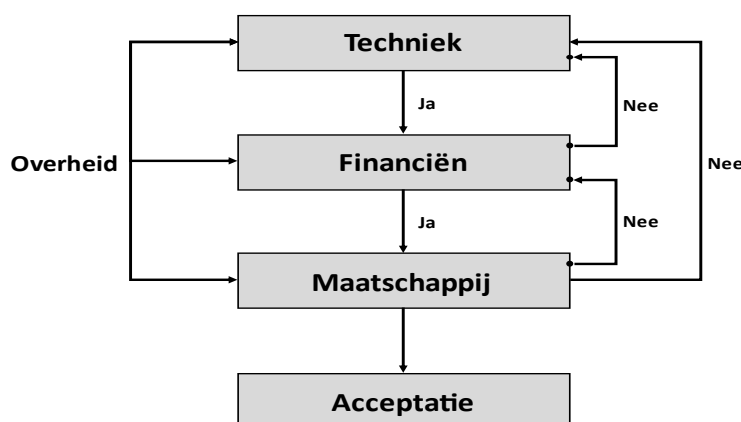 Techniek
Ja
Nee
Overheid
Financiën
Nee
Ja
Nee
Maatschappij
Acceptatie